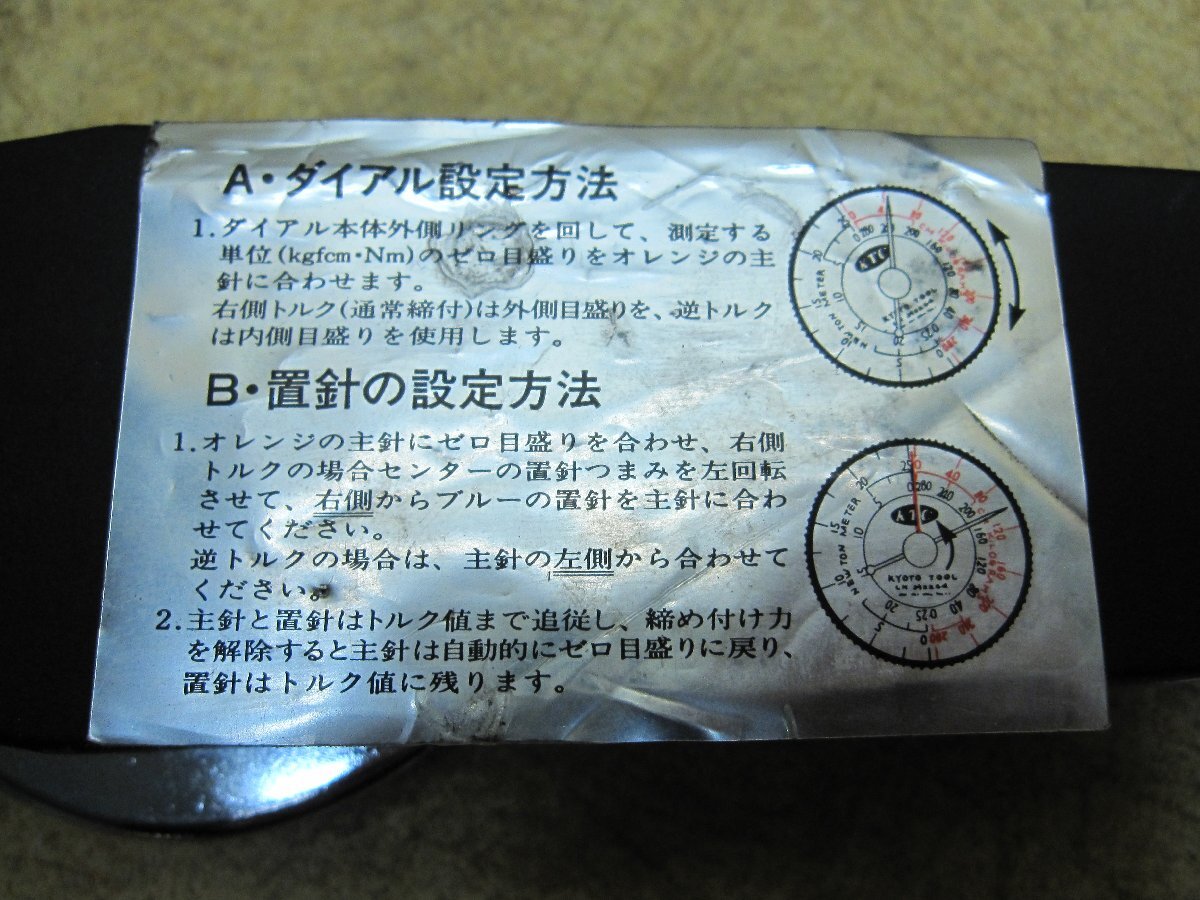 A・ダイアル設定方法
1.ダイアル本体外側リングを回して、測定する
単位(kgfcm・Nm)のゼロ目盛りをオレンジの主
針に合わせます。
右側トルク(通常締付)は外側目盛りを、逆トルク
は内側目盛りを使用します。
B・置針の設定方法
1.オレンジの主針にゼロ目盛りを合わせ、右側
トルクの場合センターの置針つまみを左回転
させて、右側からブルーの置針を主針に合わ
せてください。
逆トルクの場合は、主針の左側から合わせて
ください。
2.主針と置針はトルク値まで追従し、締め付け力
を解除すると主針は自動的にゼロ目盛りに戻り、
置針はトルク値に残ります。
KTC
KYOTO TOOL
NEWTON METER
KTC
KYOTO TOOL
NEWTON METER